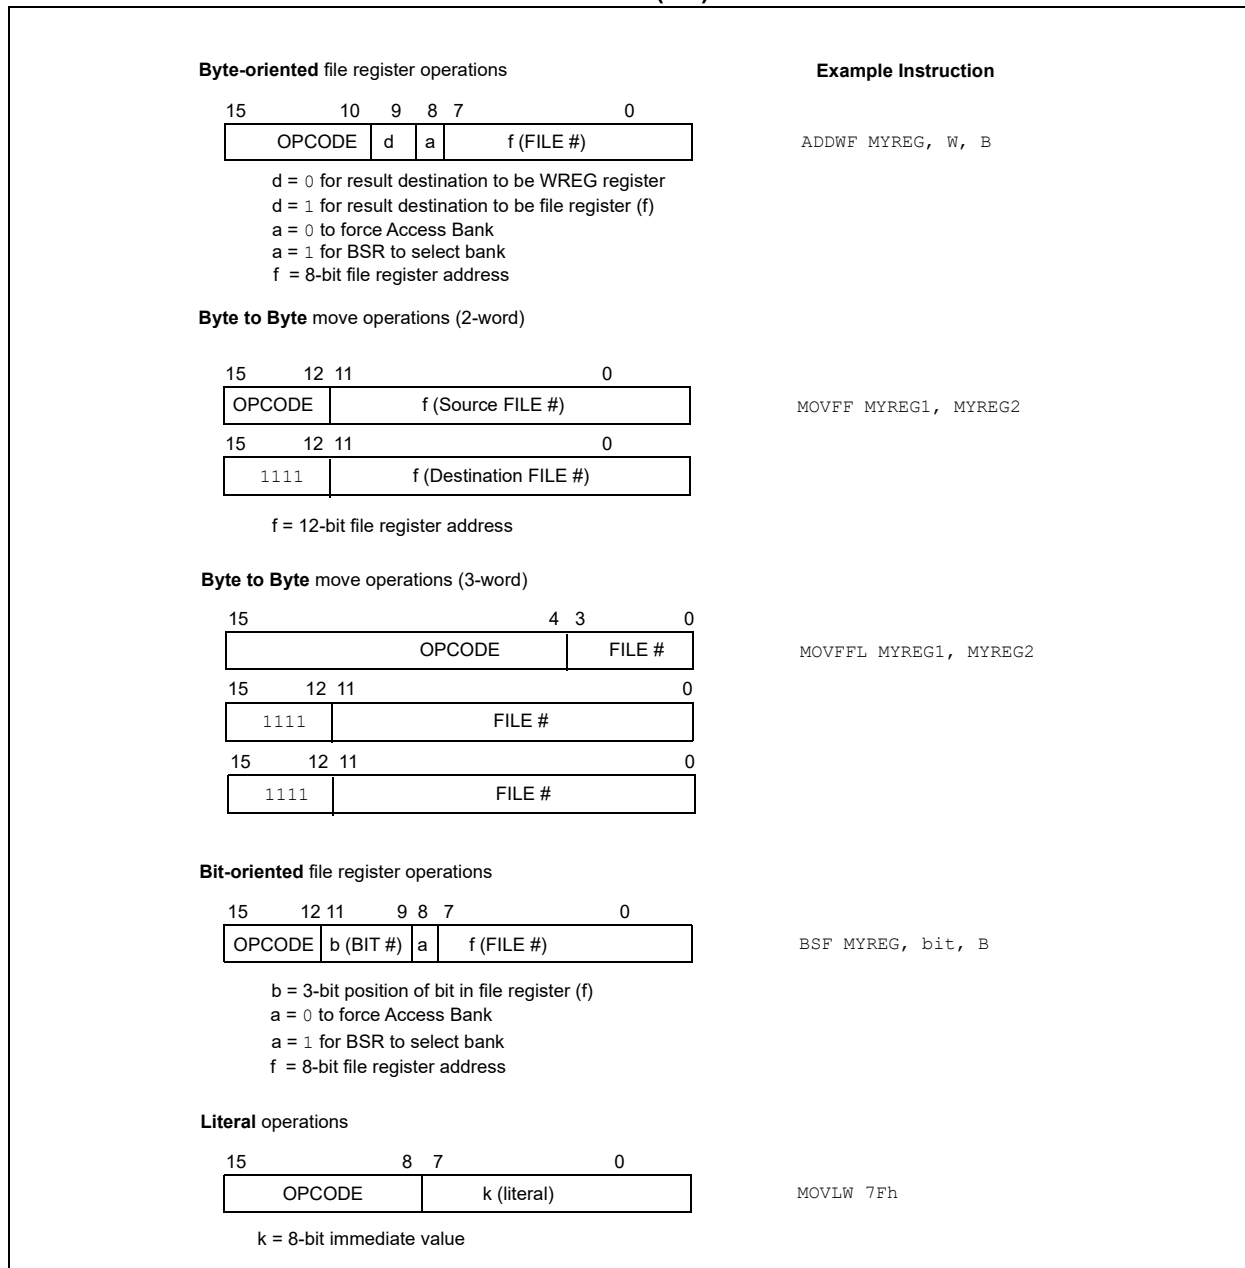 Byte-oriented file register operations
Example Instruction
15 10 9 8 7 0
OPCODE d a f (FILE #)
ADDWF MYREG, W, B
d = 0 for result destination to be WREG register
d = 1 for result destination to be file register (f)
a = 0 to force Access Bank
a = 1 for BSR to select bank
f = 8-bit file register address
Byte to Byte move operations (2-word)
15 12 11 0
OPCODE f (Source FILE #)
MOVFF MYREG1, MYREG2
15 12 11 0
1111 f (Destination FILE #)
f = 12-bit file register address
Byte to Byte move operations (3-word)
15 4 3 0
OPCODE FILE #
MOVFFL MYREG1, MYREG2
15 12 11 0
1111 FILE #
15 12 11 0
1111 FILE #
Bit-oriented file register operations
15 12 11 9 8 7 0
OPCODE b (BIT #) a f (FILE #)
BSF MYREG, bit, B
b = 3-bit position of bit in file register (f)
a = 0 to force Access Bank
a = 1 for BSR to select bank
f = 8-bit file register address
Literal operations
15 8 7 0
OPCODE k (literal)
MOVLW 7Fh
k = 8-bit immediate value